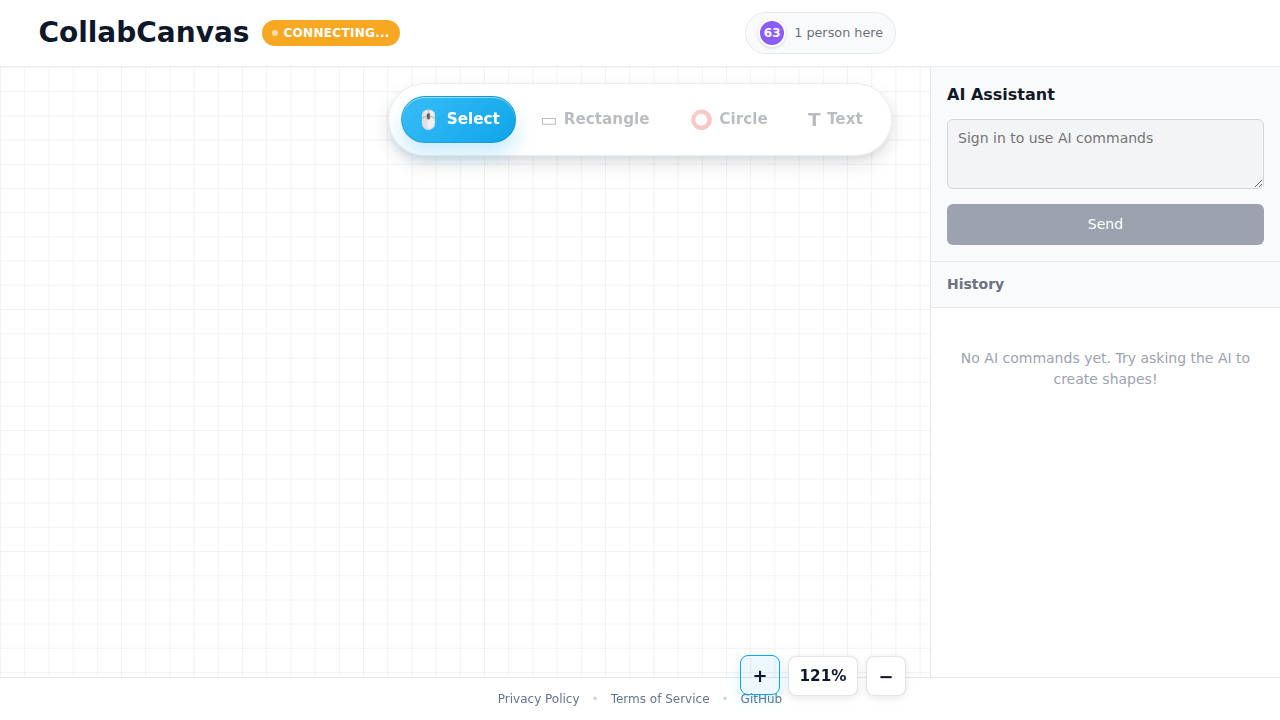 CollabCanvas
CONNECTING...
63
1 person here
Select
Rectangle
Circle
T Text
AI Assistant
Sign in to use AI commands
Send
History
No AI commands yet. Try asking the AI to
create shapes!
+
121%
−
Privacy Policy • Terms of Service • GitHub